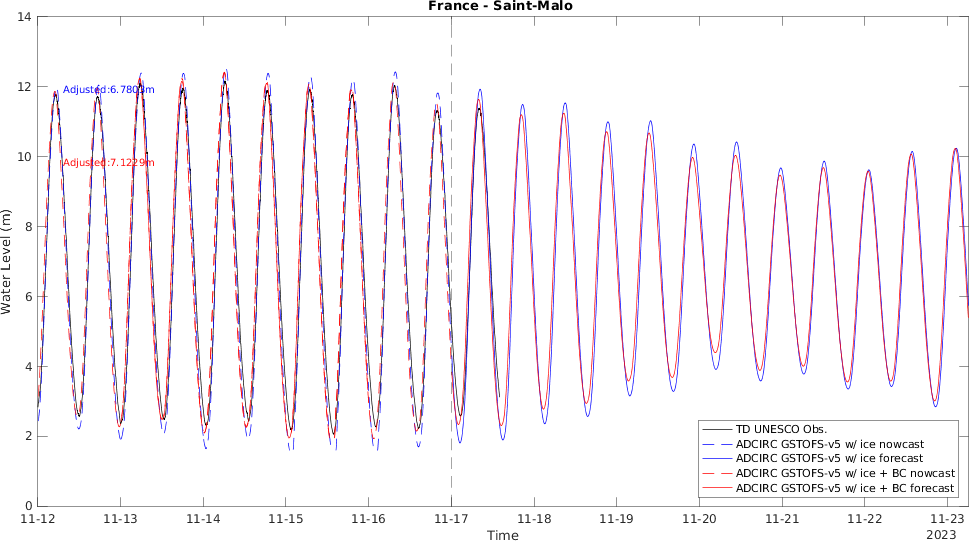 France - Saint-Malo
14
12
10
8
6
4
2
0
Water Level (m)
Adjusted:7.1229m
TD UNESCO Obs.
ADCIRC GSTOFS-v5 w/ ice nowcast
ADCIRC GSTOFS-v5 w/ ice forecast
ADCIRC GSTOFS-v5 w/ ice + BC nowcast
ADCIRC GSTOFS-v5 w/ ice + BC forecast
11-12
11-13
11-14
11-15
11-16
11-17
11-18
11-19
11-20
11-21
11-22
11-23
Time
2023